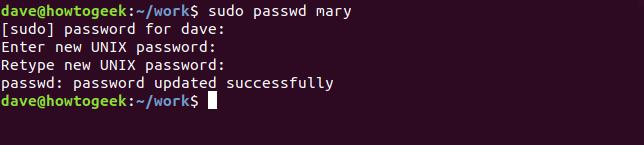 dave@howtogeek:~/work$ sudo passwd mary
[sudo] password for dave:
Enter new UNIX password:
Retype new UNIX password:
passwd: password updated successfully
dave@howtogeek:~/work$